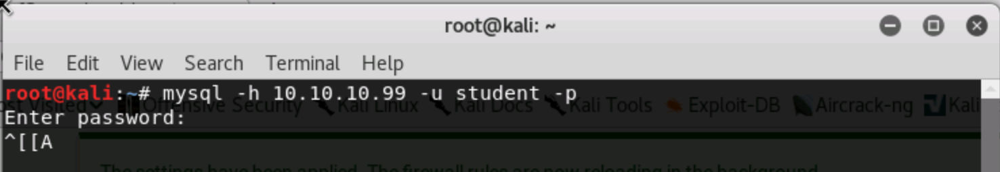 root@kali: ~
File Edit View Search Terminal Help
root@kali:~# mysql -h 10.10.10.99 -u student -p
ost Visited Offensive Security Kali Linux Kali Docs Kali Tools Exploit-DB Aircrack-ng Kali
Enter password:
^[[A
The settings have been applied. The firewall rules are now reloading in the background.